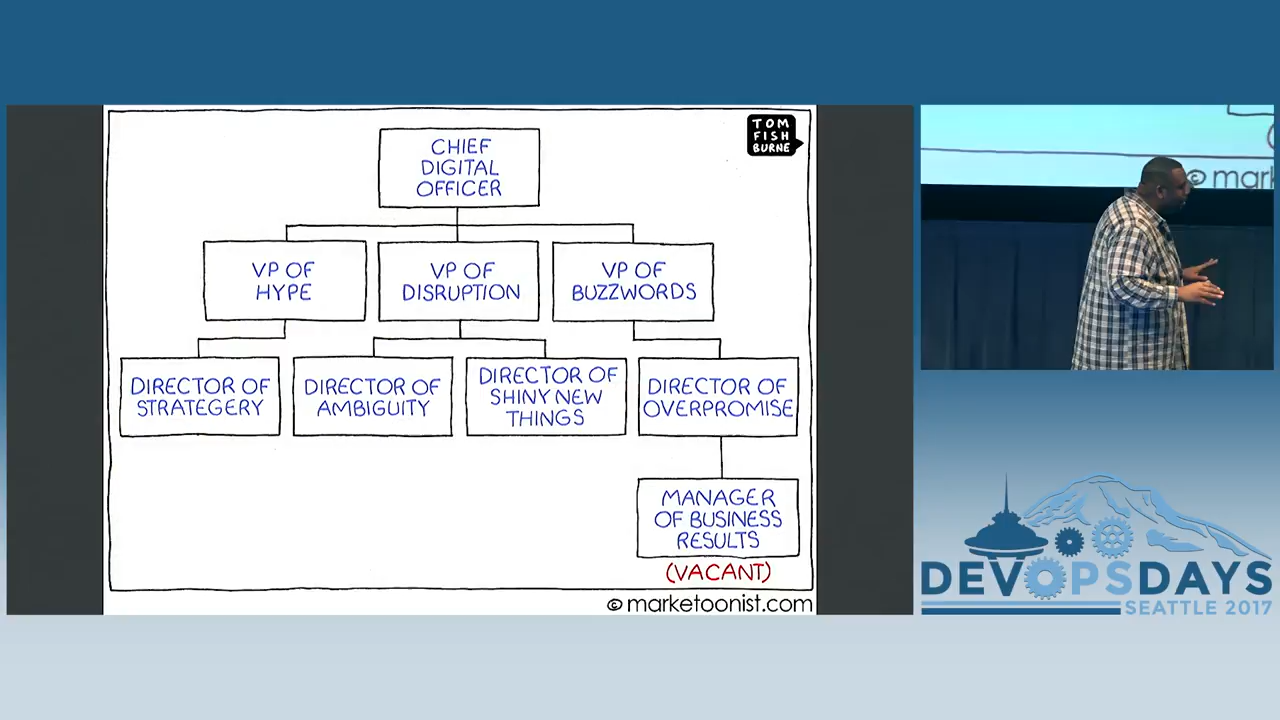 TOM
FISH
BURNE
CHIEF
DIGITAL
OFFICER
VP OF
HYPE
VP OF
DISRUPTION
VP OF
BUZZWORDS
DIRECTOR OF
STRATEGERY
DIRECTOR OF
AMBIGUITY
DIRECTOR OF
SHINY NEW
THINGS
DIRECTOR OF
OVERPROMISE
MANAGER
OF BUSINESS
RESULTS
(VACANT)
© marketoonist.com
© mark
DEVOPSDAYS
SEATTLE 2017